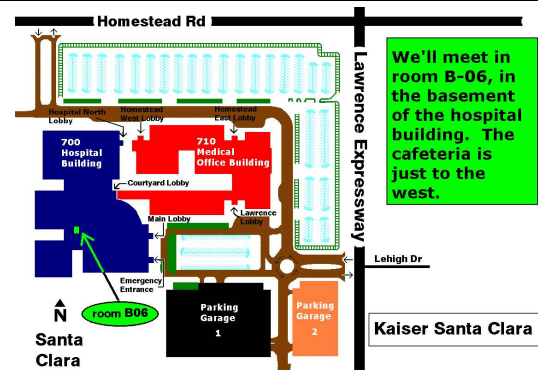 Homestead Rd
Lawrence Expressway
We'll meet in
room B-06, in
the basement
of the hospital
building. The
cafeteria is
just to the
west.
Hospital North
Lobby
Homestead
West Lobby
Homestead
East Lobby
700
Hospital
Building
710
Medical
Office Building
Courtyard Lobby
Main Lobby
Lawrence
Lobby
Lehigh Dr
Emergency
Entrance
N
room B06
Parking
Garage
1
Parking
Garage
2
Kaiser Santa Clara
Santa
Clara